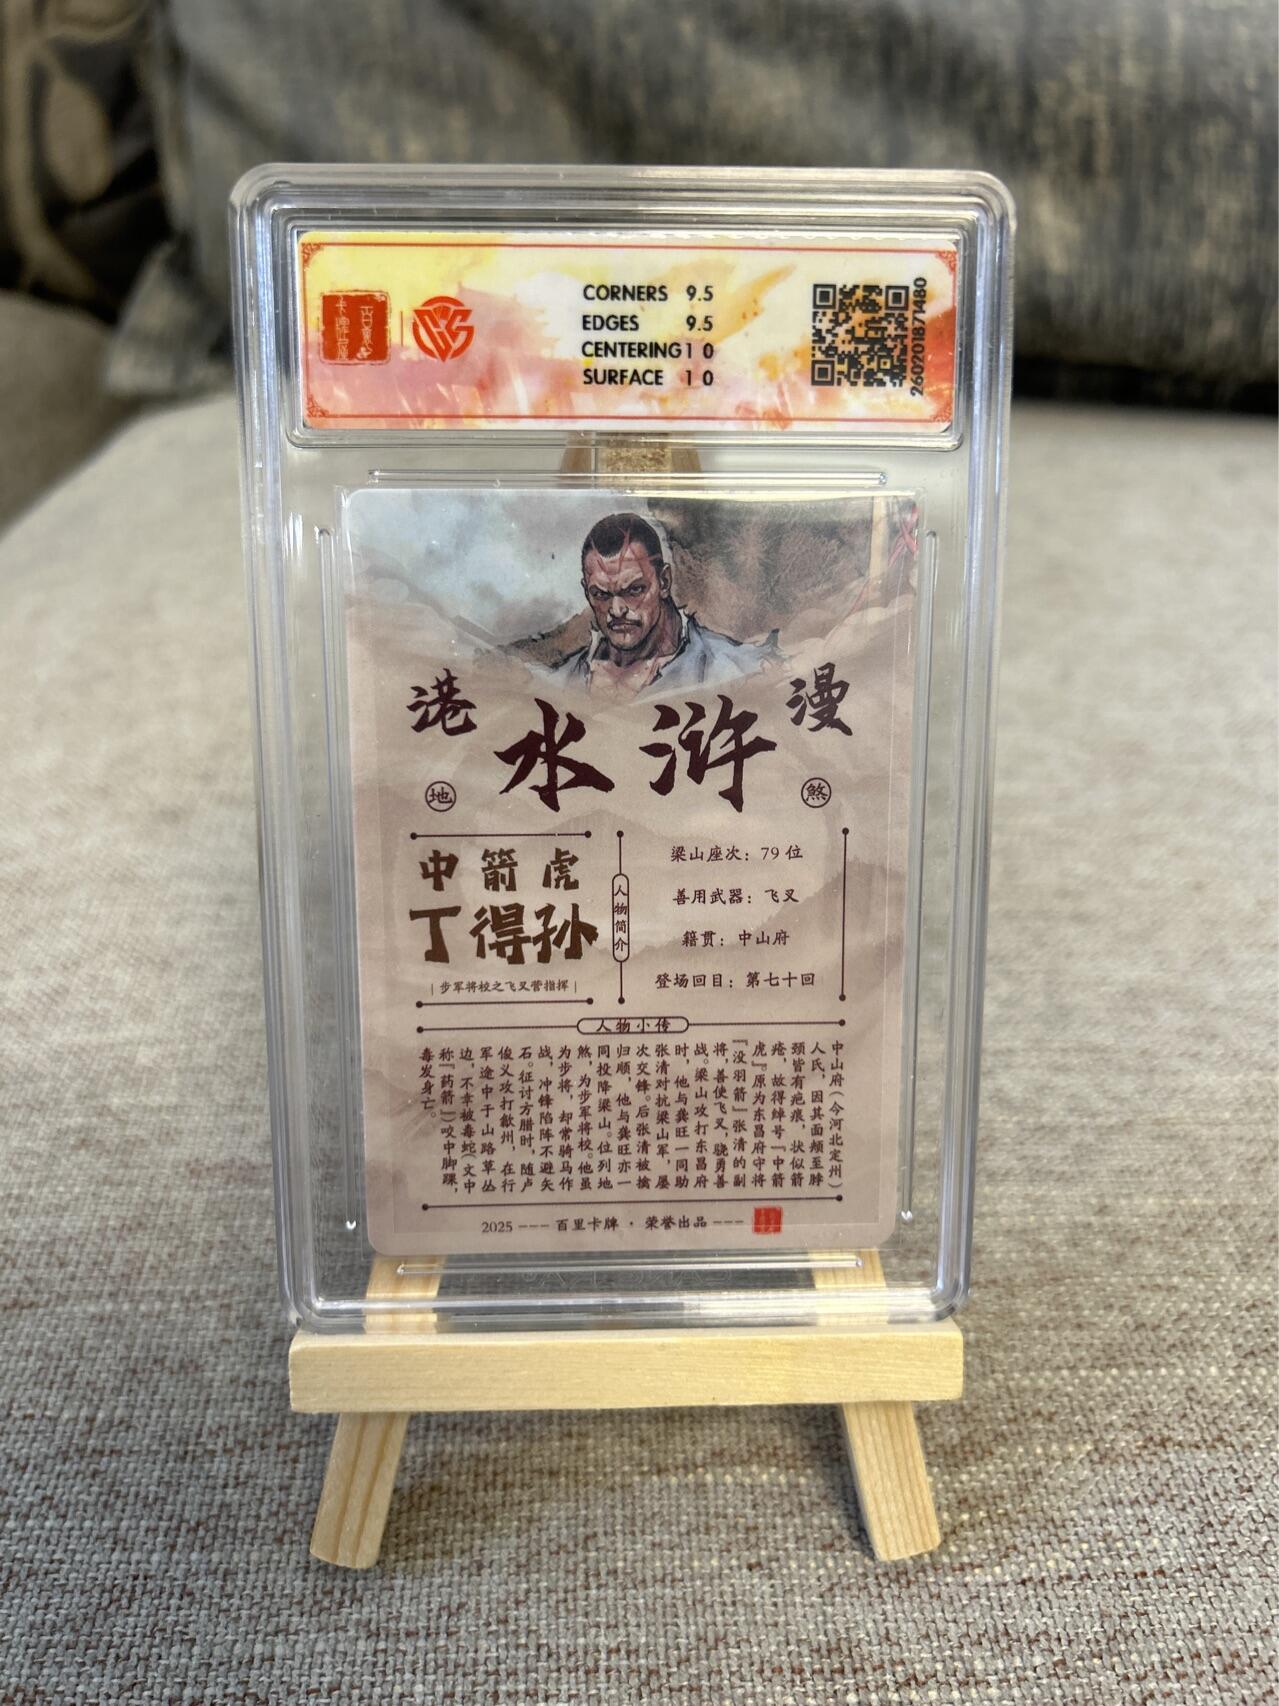 百里
卡牌
CORNERS 9.5
EDGES 9.5
CENTERING 10
SURFACE 10
260201871480
港
水浒
漫
地
煞
中箭虎
丁得孙
步军将校之飞叉营指挥
人物简介
梁山座次：79 位
善用武器：飞叉
籍贯：中山府
登场回目：第七十回
人物小传
中山府（今河北定州）
人氏，因其面颊至脖
颈皆有疤痕，状似箭
疮，故得绰号『中箭
虎』。原为东昌府守将
『没羽箭』张清的副
将，善使飞叉，骁勇善
战。梁山攻打东昌府
时，他与龚旺一同助
张清对抗梁山军，屡
次交锋。后张清被擒
归顺，他与龚旺亦一
同投降梁山。位列地
煞，为步军将校。他虽
为步将，却常骑马作
战，冲锋陷阵不避矢
石。征讨方腊时，随卢
俊义攻打歙州，在行
军途中于山路草丛
边，不幸被毒蛇（文中
称『药箭』）咬中脚踝，
毒发身亡。
2025 --- 百里卡牌 · 荣誉出品 ---